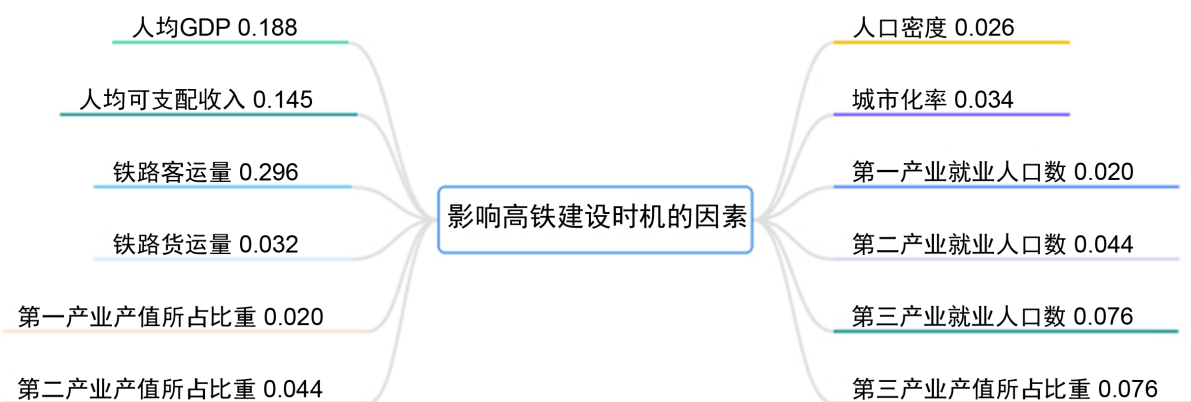 人均GDP 0.188
人均可支配收入 0.145
铁路客运量 0.296
铁路货运量 0.032
第一产业产值所占比重 0.020
第二产业产值所占比重 0.044
影响高铁建设时机的因素
人口密度 0.026
城市化率 0.034
第一产业就业人口数 0.020
第二产业就业人口数 0.044
第三产业就业人口数 0.076
第三产业产值所占比重 0.076